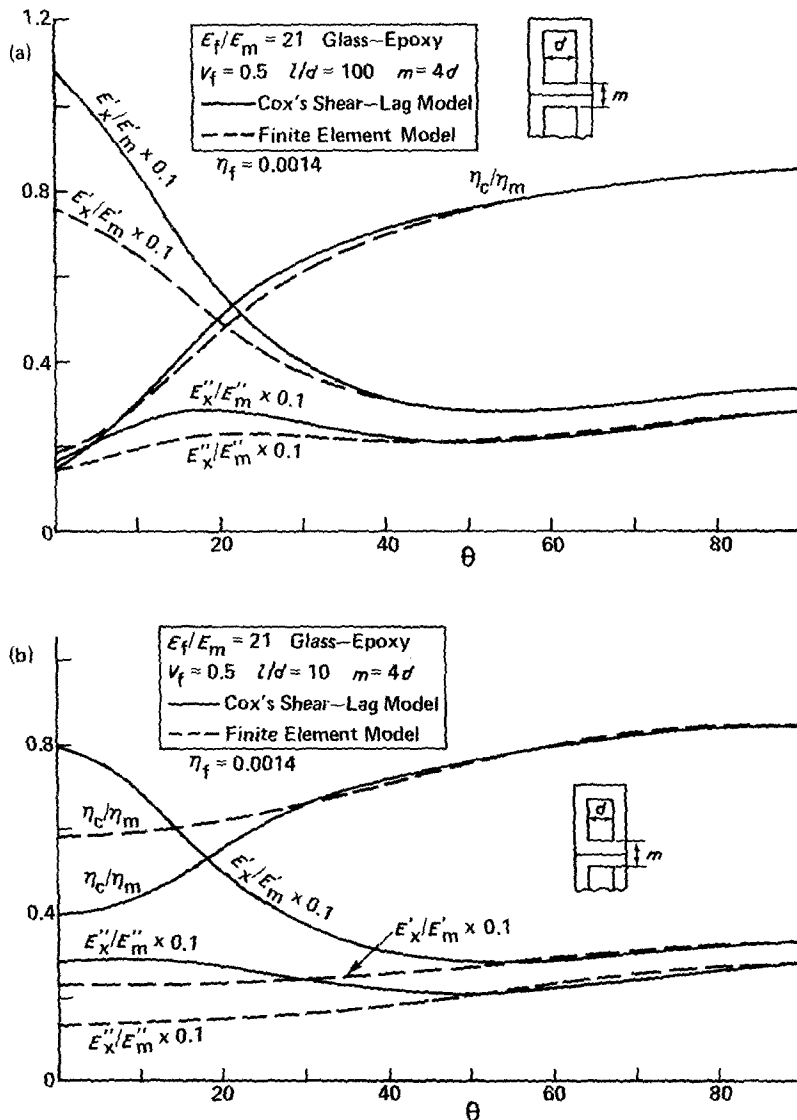 (a)
1.2
0.8
0.4
0
E_f/E_m = 21 Glass–Epoxy
V_f = 0.5 l/d = 100 m = 4d
Cox's Shear–Lag Model
Finite Element Model
η_f = 0.0014
d
m
E'_x/E'_m × 0.1
E'_x/E'_m × 0.1
η_c/η_m
E''_x/E''_m × 0.1
E''_x/E''_m × 0.1
20
40
60
80
θ
(b)
0.8
0.4
0
E_f/E_m = 21 Glass–Epoxy
V_f = 0.5 l/d = 10 m = 4d
Cox's Shear–Lag Model
Finite Element Model
η_f = 0.0014
d
m
η_c/η_m
η_c/η_m
E'_x/E'_m × 0.1
E'_x/E'_m × 0.1
E''_x/E''_m × 0.1
E''_x/E''_m × 0.1
20
40
60
80
θ